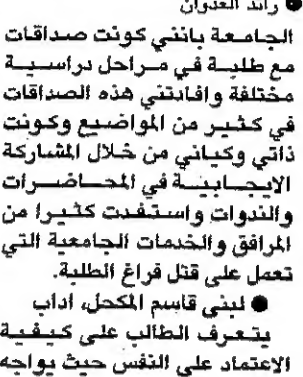 ● رائد العدوان
الجامعة بانني كونت صداقات
مع طلبة في مراحل دراسية
مختلفة وافادتني هذه الصداقات
في كثير من المواضيع وكونت
ذاتي وكياني من خلال المشاركة
الايجابية في المحاضرات
والندوات واستفدت كثيرا من
المرافق والخدمات الجامعية التي
تعمل على قتل فراغ الطلبة.
● لبنى قاسم المكحل، اداب
يتعرف الطالب على كيفية
الاعتماد على النفس حيث يواجه